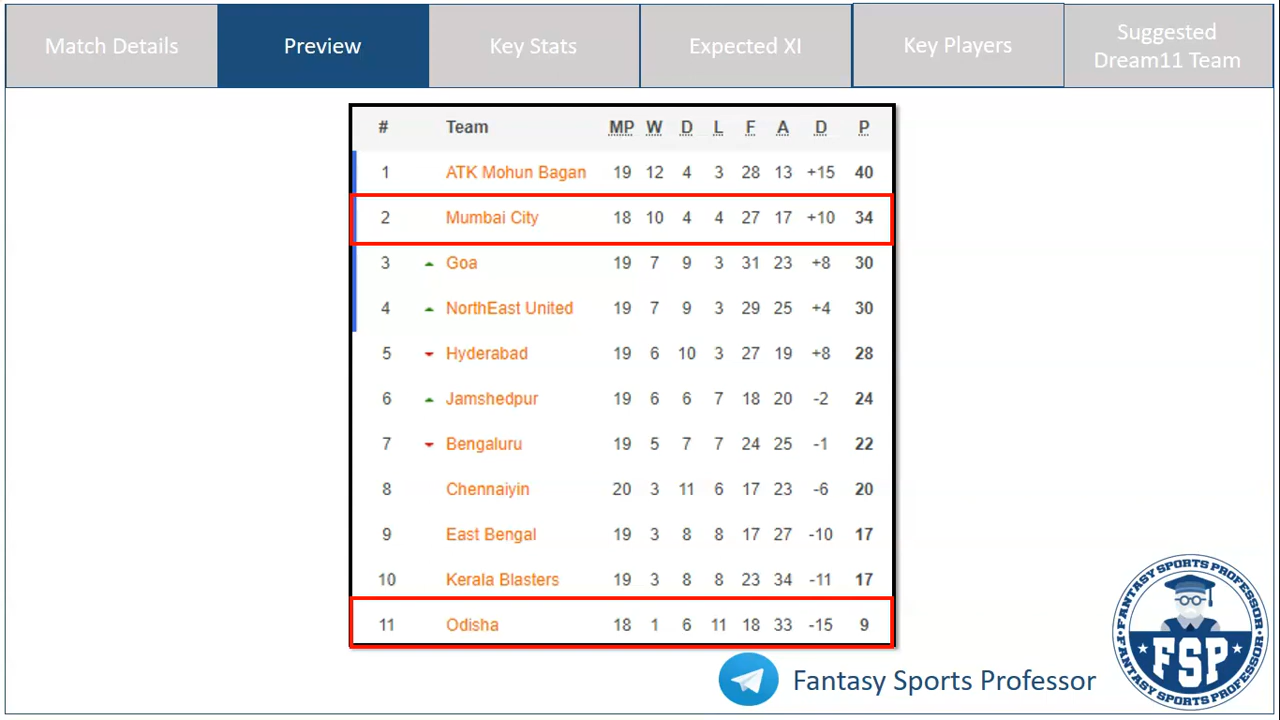 Match Details
Preview
Key Stats
Expected XI
Key Players
Suggested
Dream11 Team
# Team MP W D L F A D P
1 ATK Mohun Bagan 19 12 4 3 28 13 +15 40
2 Mumbai City 18 10 4 4 27 17 +10 34
3 Goa 19 7 9 3 31 23 +8 30
4 NorthEast United 19 7 9 3 29 25 +4 30
5 Hyderabad 19 6 10 3 27 19 +8 28
6 Jamshedpur 19 6 6 7 18 20 -2 24
7 Bengaluru 19 5 7 7 24 25 -1 22
8 Chennaiyin 20 3 11 6 17 23 -6 20
9 East Bengal 19 3 8 8 17 27 -10 17
10 Kerala Blasters 19 3 8 8 23 34 -11 17
11 Odisha 18 1 6 11 18 33 -15 9
Fantasy Sports Professor
FANTASY SPORTS PROFESSOR
FSP
FANTASY SPORTS PROFESSOR